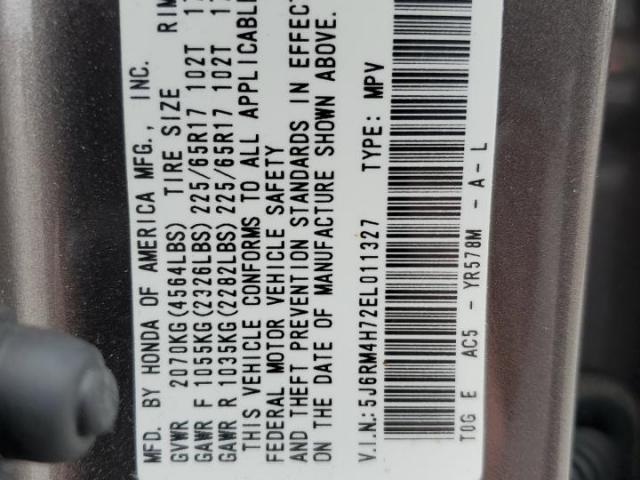 MFD. BY HONDA OF AMERICA MFG., INC.
GVWR 2070KG(4564LBS) TIRE SIZE RIM
GAWR F 1055KG(2326LBS) 225/65R17 102T 1
GAWR R 1035KG(2282LBS) 225/65R17 102T 1
THIS VEHICLE CONFORMS TO ALL APPLICABLE
FEDERAL MOTOR VEHICLE SAFETY
AND THEFT PREVENTION STANDARDS IN EFFECT
ON THE DATE OF MANUFACTURE SHOWN ABOVE.
V.I.N.: 5J6RM4H72EL011327 TYPE: MPV
T0G E AC5 - YR578M - A - L